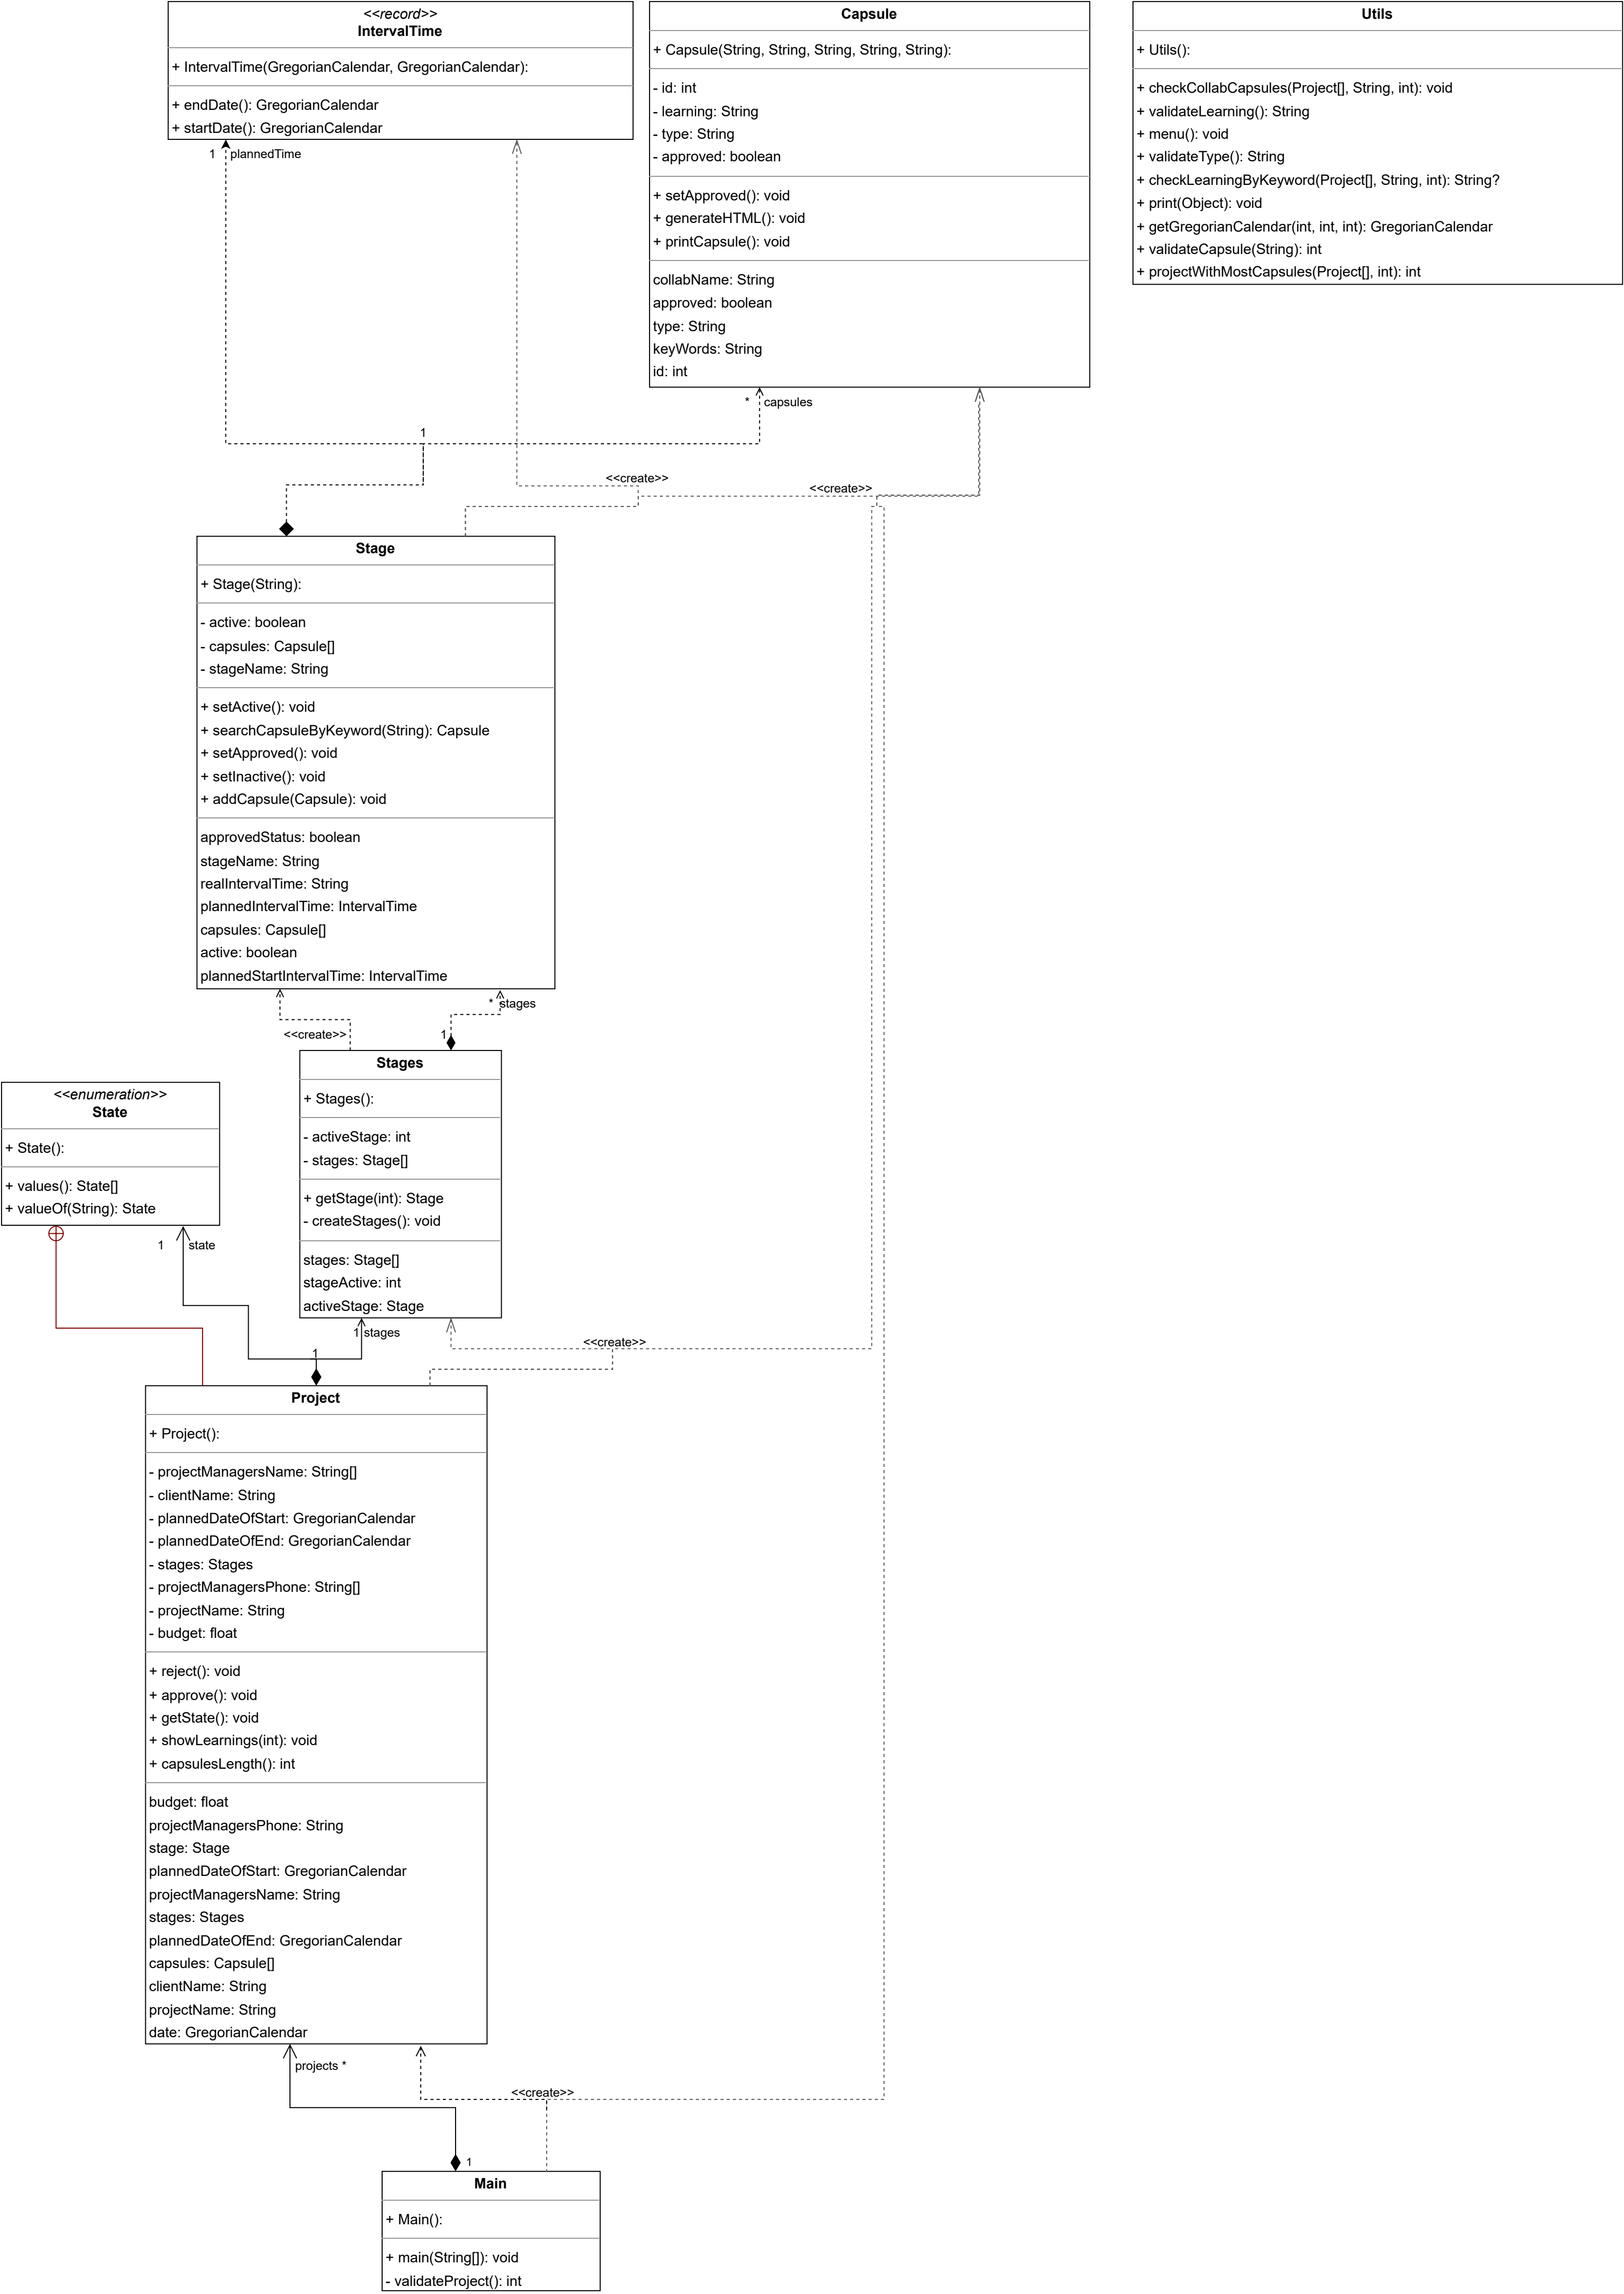 <<record>>
IntervalTime
+ IntervalTime(GregorianCalendar, GregorianCalendar):
+ endDate(): GregorianCalendar
+ startDate(): GregorianCalendar
1 plannedTime
Capsule
+ Capsule(String, String, String, String, String):
- id: int
- learning: String
- type: String
- approved: boolean
+ setApproved(): void
+ generateHTML(): void
+ printCapsule(): void
collabName: String
approved: boolean
type: String
keyWords: String
id: int
* capsules
Utils
+ Utils():
+ checkCollabCapsules(Project[], String, int): void
+ validateLearning(): String
+ menu(): void
+ validateType(): String
+ checkLearningByKeyword(Project[], String, int): String?
+ print(Object): void
+ getGregorianCalendar(int, int, int): GregorianCalendar
+ validateCapsule(String): int
+ projectWithMostCapsules(Project[], int): int
1
<<create>>
<<create>>
Stage
+ Stage(String):
- active: boolean
- capsules: Capsule[]
- stageName: String
+ setActive(): void
+ searchCapsuleByKeyword(String): Capsule
+ setApproved(): void
+ setInactive(): void
+ addCapsule(Capsule): void
approvedStatus: boolean
stageName: String
realIntervalTime: String
plannedIntervalTime: IntervalTime
capsules: Capsule[]
active: boolean
plannedStartIntervalTime: IntervalTime
* stages
<<create>>
1
Stages
+ Stages():
- activeStage: int
- stages: Stage[]
+ getStage(int): Stage
- createStages(): void
stages: Stage[]
stageActive: int
activeStage: Stage
<<enumeration>>
State
+ State():
+ values(): State[]
+ valueOf(String): State
1 state
1 stages
<<create>>
1
Project
+ Project():
- projectManagersName: String[]
- clientName: String
- plannedDateOfStart: GregorianCalendar
- plannedDateOfEnd: GregorianCalendar
- stages: Stages
- projectManagersPhone: String[]
- projectName: String
- budget: float
+ reject(): void
+ approve(): void
+ getState(): void
+ showLearnings(int): void
+ capsulesLength(): int
budget: float
projectManagersPhone: String
stage: Stage
plannedDateOfStart: GregorianCalendar
projectManagersName: String
stages: Stages
plannedDateOfEnd: GregorianCalendar
capsules: Capsule[]
clientName: String
projectName: String
date: GregorianCalendar
projects *
<<create>>
1
Main
+ Main():
+ main(String[]): void
- validateProject(): int